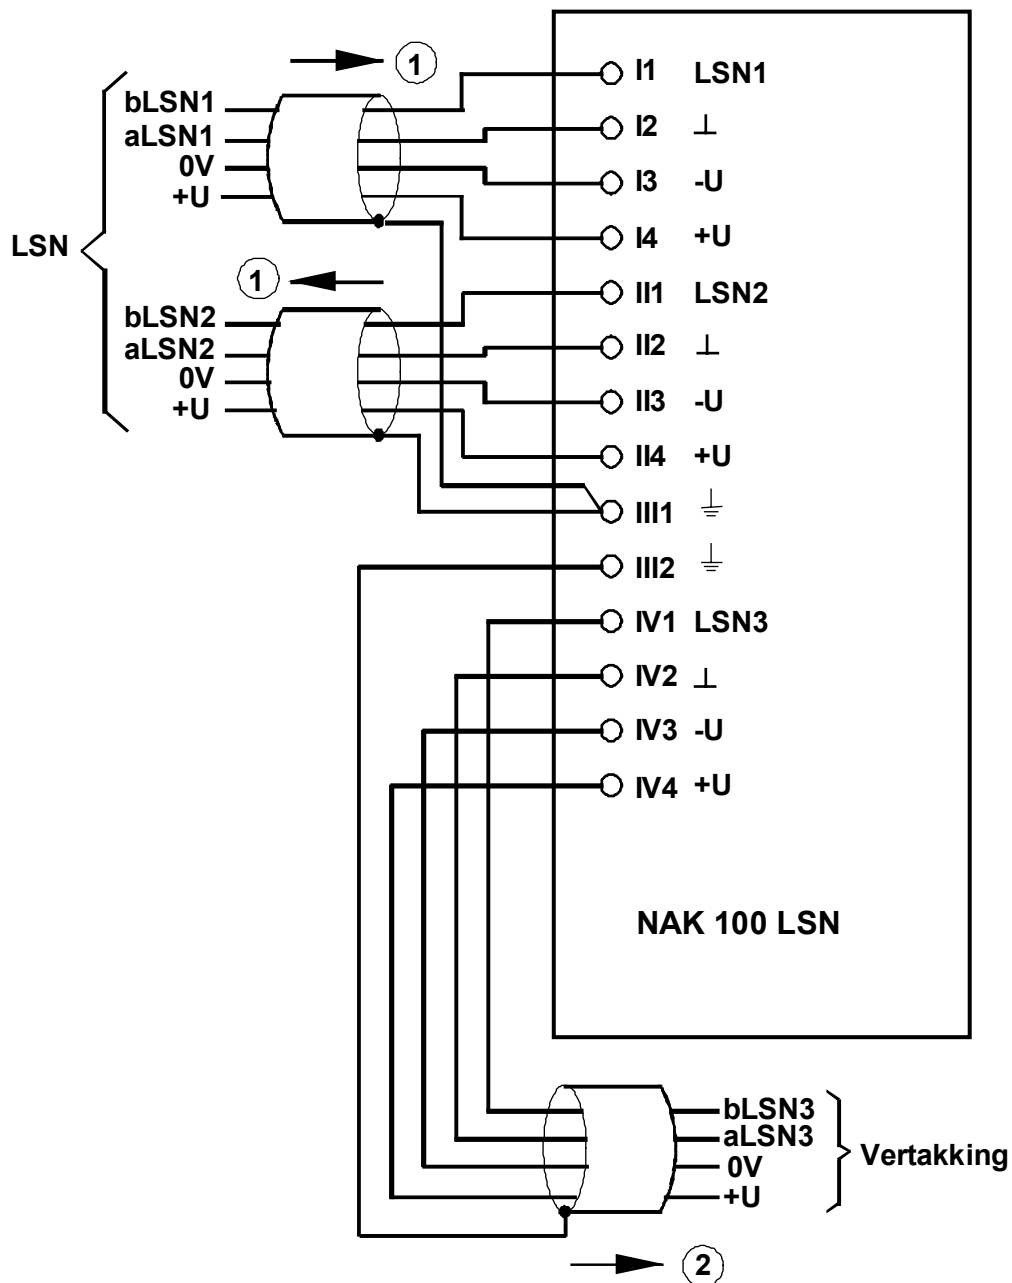 1
I1 LSN1
bLSN1
aLSN1
I2 ⊥
0V
I3 -U
+U
I4 +U
LSN
1
II1 LSN2
bLSN2
aLSN2
II2 ⊥
0V
II3 -U
+U
II4 +U
III1 ⏚
III2 ⏚
IV1 LSN3
IV2 ⊥
IV3 -U
IV4 +U
NAK 100 LSN
bLSN3
aLSN3
0V
+U
Vertakking
2